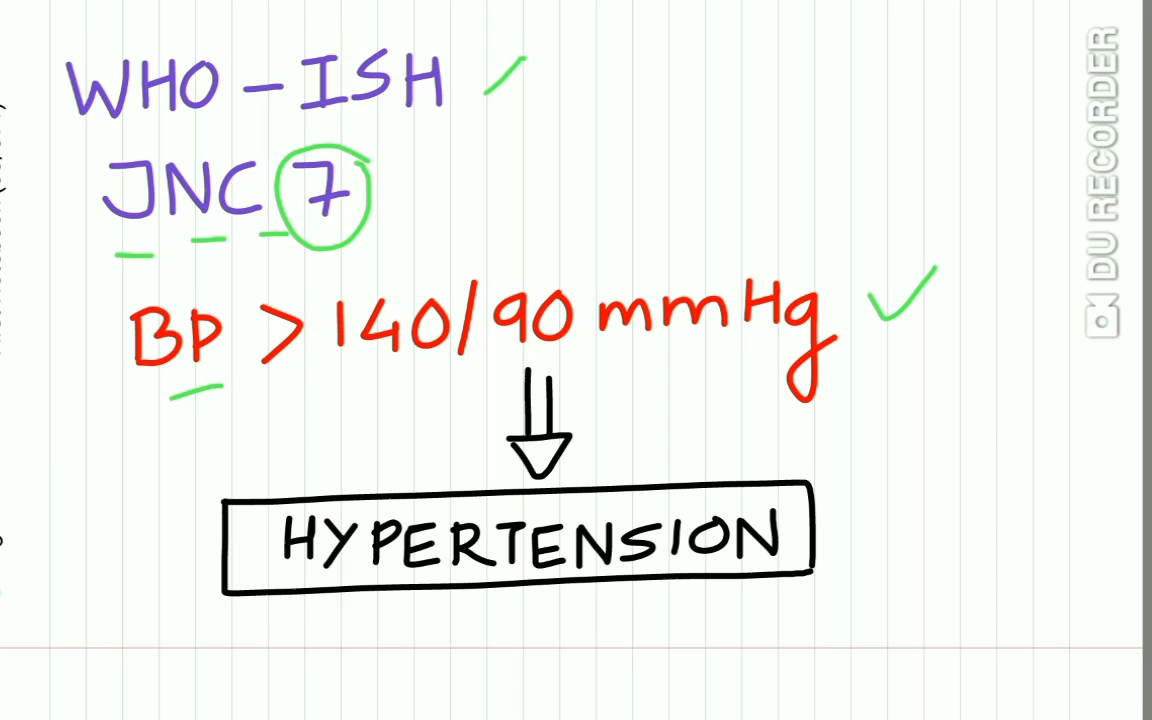 WHO - ISH
JNC 7
BP > 140/90 mmHg
HYPERTENSION
DU RECORDER